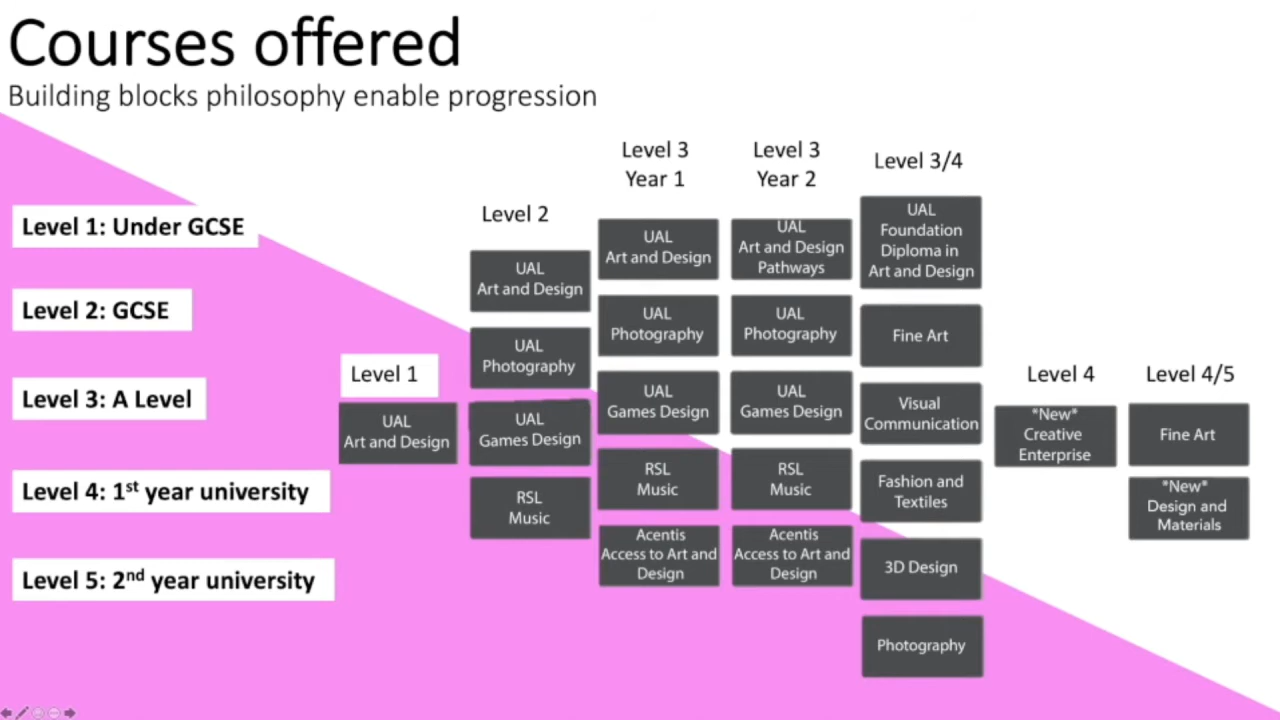 Courses offered
Building blocks philosophy enable progression
Level 1: Under GCSE
Level 2: GCSE
Level 3: A Level
Level 4: 1st year university
Level 5: 2nd year university
Level 1
UAL
Art and Design
Level 2
UAL
Art and Design
UAL
Photography
UAL
Games Design
RSL
Music
Level 3
Year 1
UAL
Art and Design
UAL
Photography
UAL
Games Design
RSL
Music
Acentis
Access to Art and
Design
Level 3
Year 2
UAL
Art and Design
Pathways
UAL
Photography
UAL
Games Design
RSL
Music
Acentis
Access to Art and
Design
Level 3/4
UAL
Foundation
Diploma in
Art and Design
Fine Art
Visual
Communication
Fashion and
Textiles
3D Design
Photography
Level 4
*New*
Creative
Enterprise
Level 4/5
Fine Art
*New*
Design and
Materials